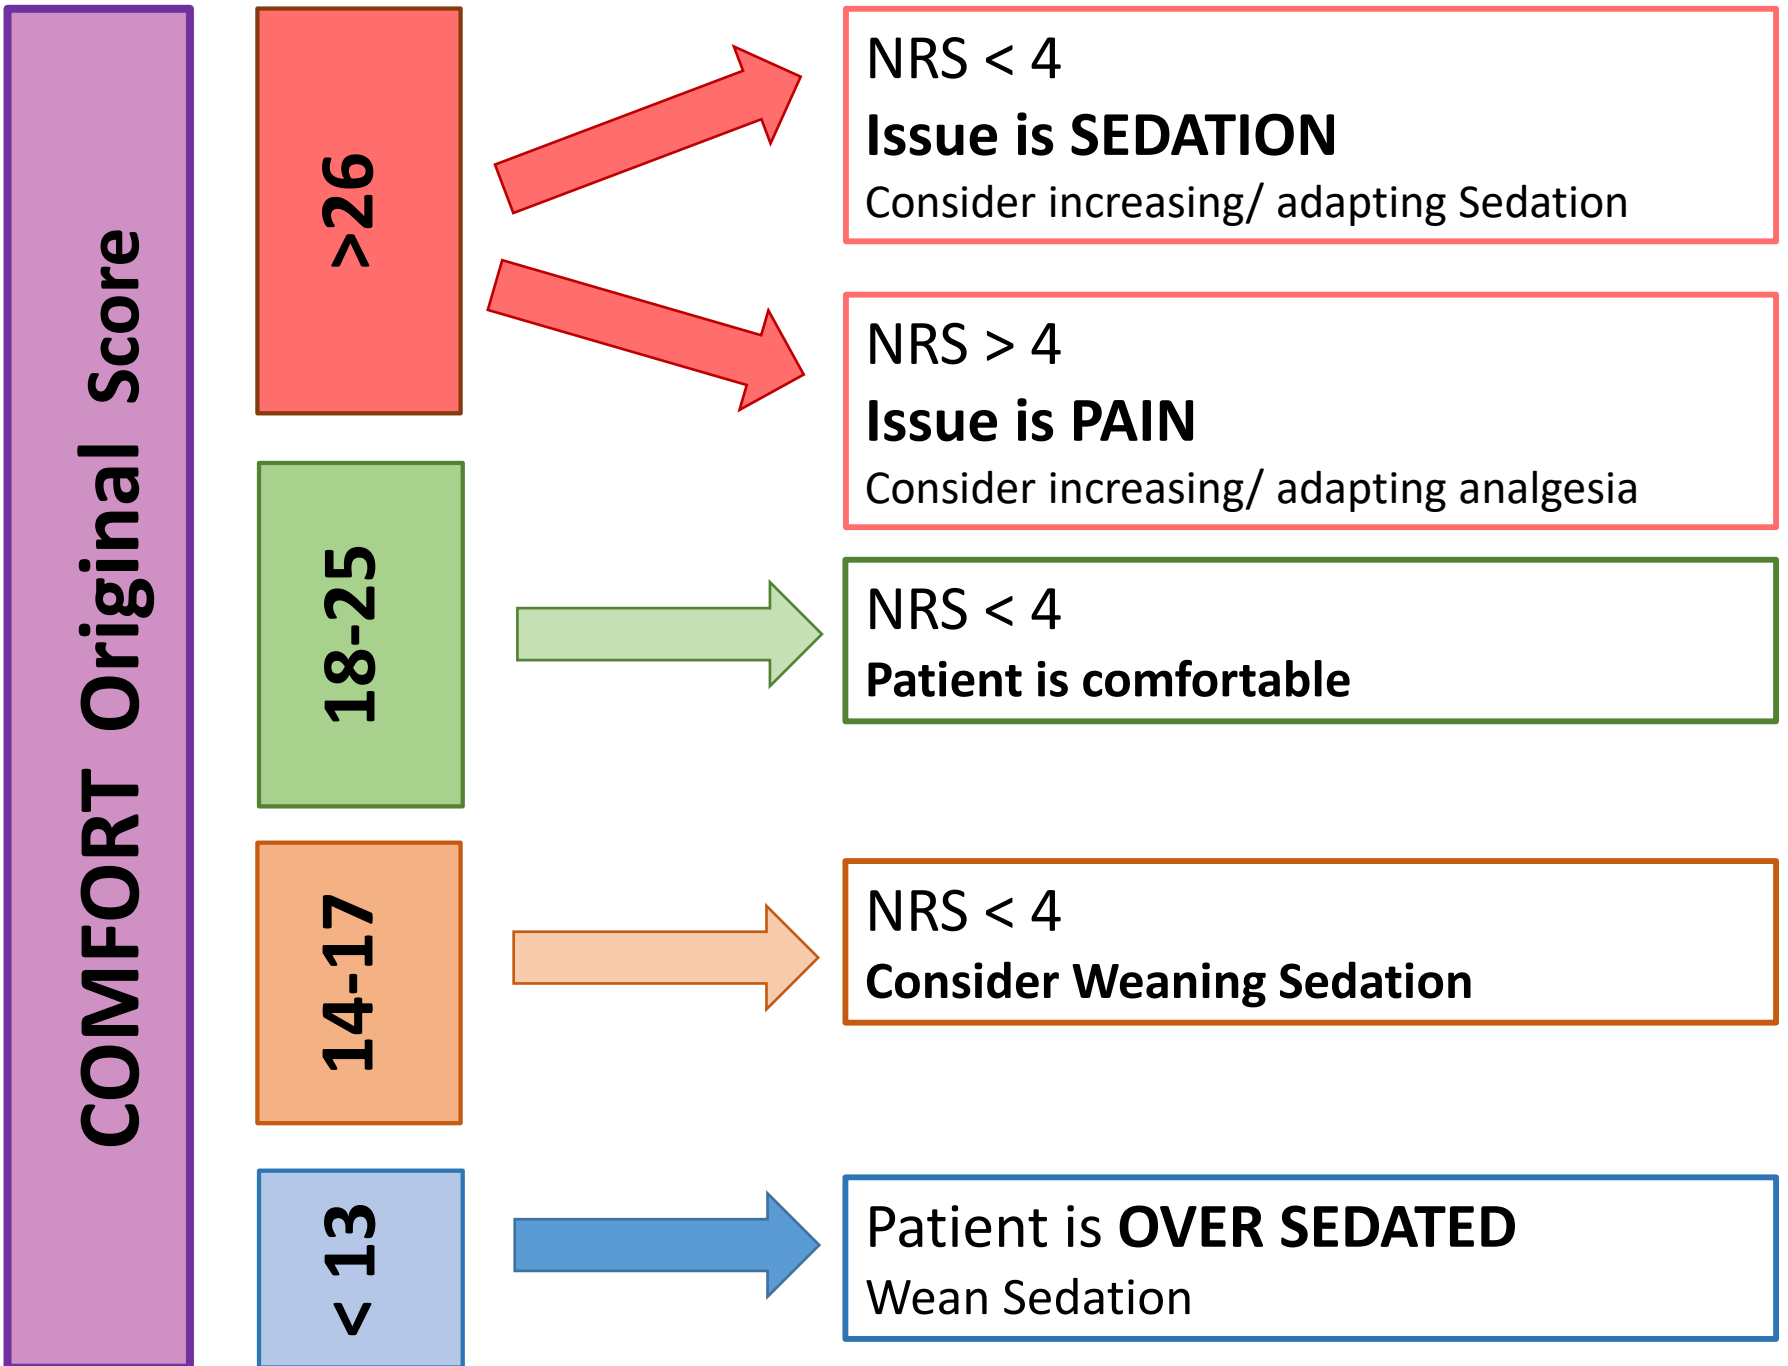 COMFORT Original Score
>26
NRS < 4
Issue is SEDATION
Consider increasing/ adapting Sedation
NRS > 4
Issue is PAIN
Consider increasing/ adapting analgesia
18-25
NRS < 4
Patient is comfortable
14-17
NRS < 4
Consider Weaning Sedation
< 13
Patient is OVER SEDATED
Wean Sedation